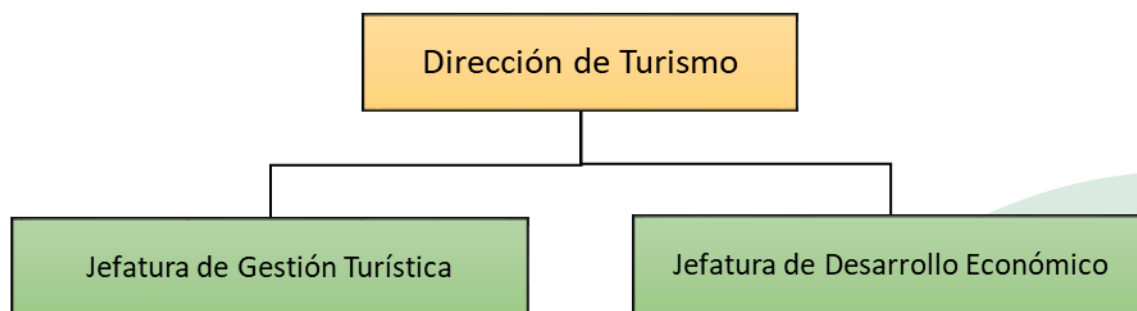 Dirección de Turismo
Jefatura de Gestión Turística
Jefatura de Desarrollo Económico